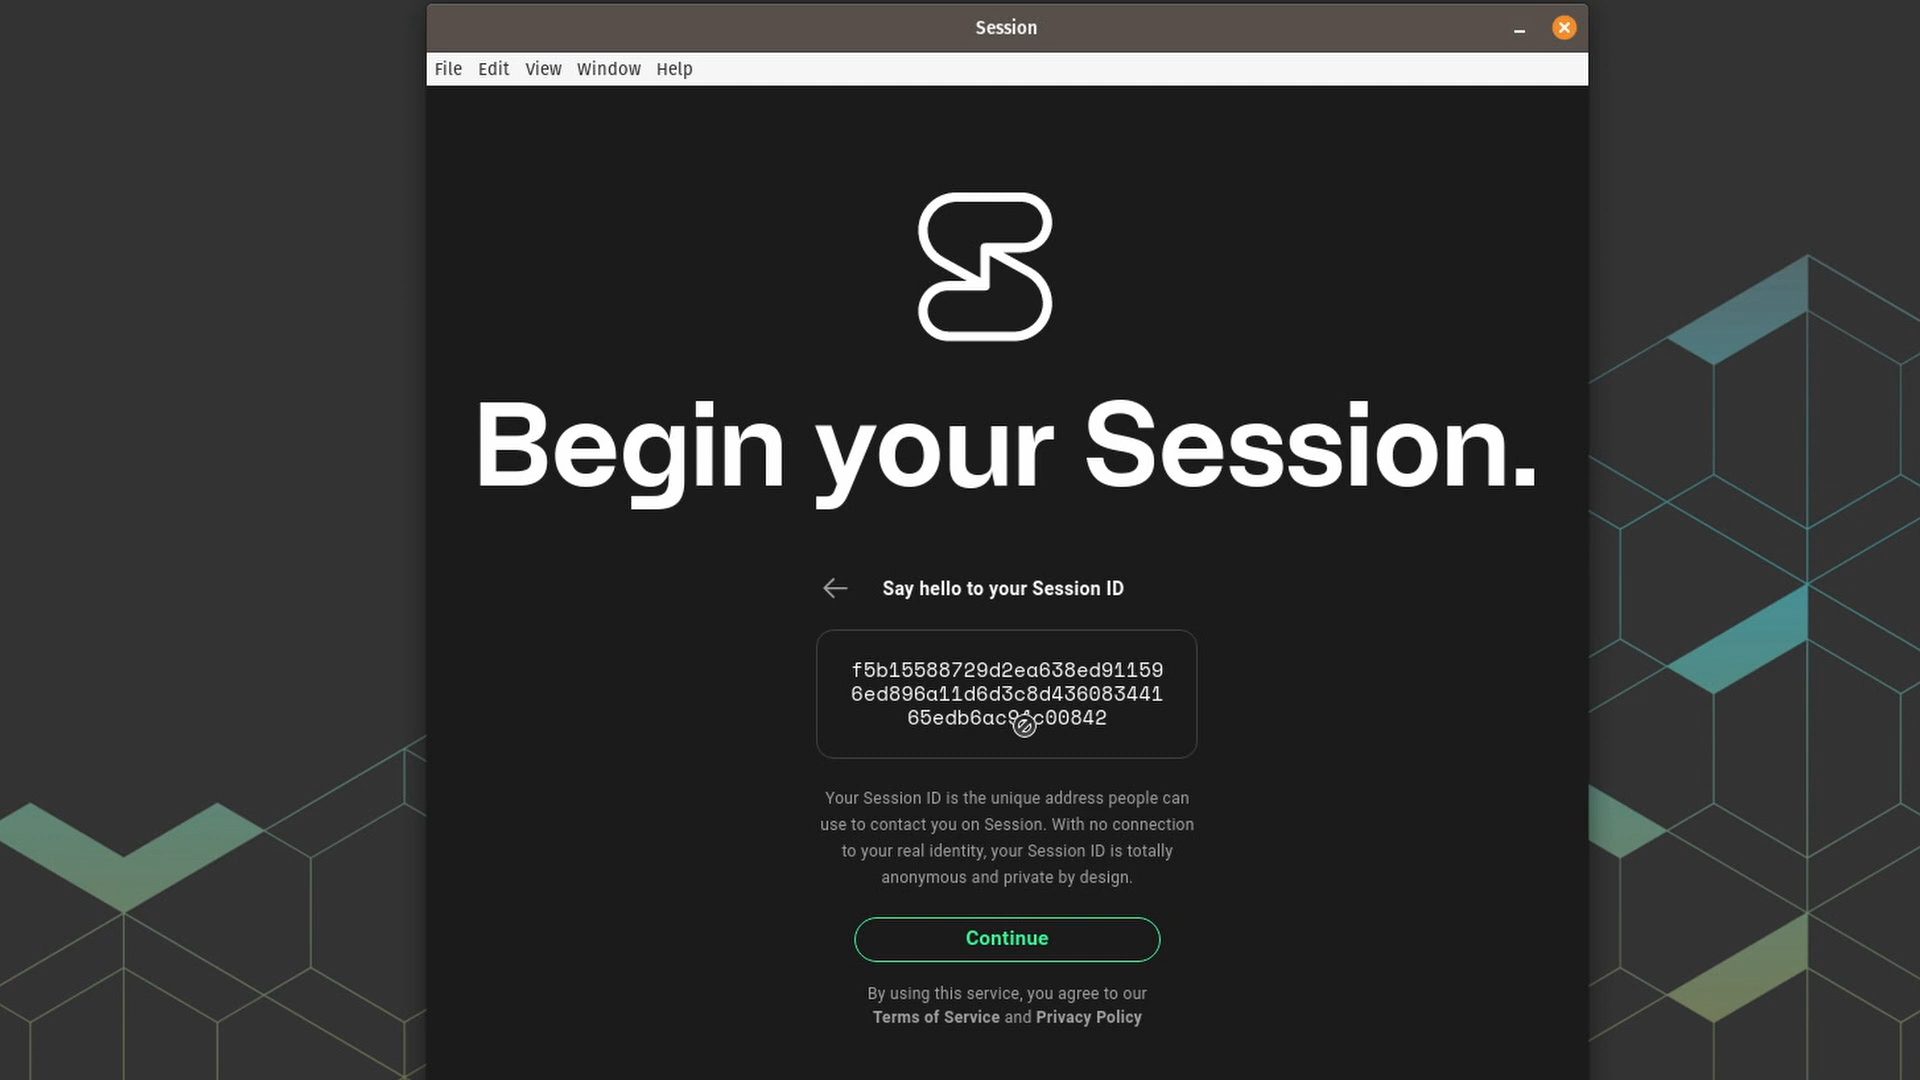 Session
File Edit View Window Help
Begin your Session.
Say hello to your Session ID
f5b15588729d2ea638ed91159
6ed896a11d6d3c8d436083441
Your Session ID is the unique address people can
use to contact you on Session. With no connection
to your real identity, your Session ID is totally
anonymous and private by design.
Continue
By using this service, you agree to our
Terms of Service and Privacy Policy